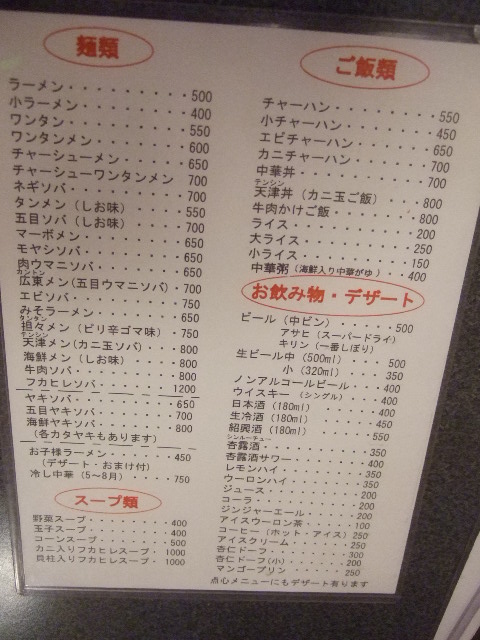 麺類
ラーメン・・・・・・・・・500
小ラーメン・・・・・・・・400
ワンタン・・・・・・・・・550
ワンタンメン・・・・・・・600
チャーシューメン・・・・・650
チャーシューワンタンメン 700
ネギソバ・・・・・・・・・700
タンメン（しお味）・・・・550
五目ソバ（しお味）・・・・700
マーボメン・・・・・・・・650
モヤシソバ・・・・・・・・650
肉ウマニソバ・・・・・・・650
カントン
広東メン（五目ウマニソバ）・700
エビソバ・・・・・・・・・750
みそラーメン・・・・・・・650
タンタン
担々メン（ピリ辛ゴマ味）・750
テンシン
天津メン（カニ玉ソバ）・・800
海鮮メン（しお味）・・・・800
牛肉ソバ・・・・・・・・・800
フカヒレソバ・・・・・・・1200
ヤキソバ・・・・・・・・・650
五目ヤキソバ・・・・・・・700
海鮮ヤキソバ・・・・・・・800
（各カタヤキもあります）
お子様ラーメン・・・・・・450
（デザート・おまけ付）
冷し中華（5～8月）・・・・750
スープ類
野菜スープ・・・・・・・・400
玉子スープ・・・・・・・・400
コーンスープ・・・・・・・500
カニ入りフカヒレスープ・1000
貝柱入りフカヒレスープ・1000
ご飯類
チャーハン・・・・・・・・550
小チャーハン・・・・・・・450
エビチャーハン・・・・・・650
カニチャーハン・・・・・・700
中華丼・・・・・・・・・・700
テンシン
天津丼（カニ玉ご飯）・・・800
牛肉かけご飯・・・・・・・800
ライス・・・・・・・・・・200
大ライス・・・・・・・・・250
小ライス・・・・・・・・・150
中華粥（海鮮入り中華がゆ）・400
お飲み物・デザート
ビール（中ビン）・・・・・500
アサヒ（スーパードライ）
キリン（一番しぼり）
生ビール中（500ml）・・・500
小（320ml）・・・・350
ノンアルコールビール・・・400
ウイスキー（シングル）・・400
日本酒（180ml）・・・・・400
生冷酒（180ml）・・・・・400
紹興酒（180ml）・・・・・550
シンルーチュー
杏露酒・・・・・・・・・・350
杏露酒サワー・・・・・・・400
レモンハイ・・・・・・・・350
ウーロンハイ・・・・・・・350
ジュース・・・・・・・・・200
コーラ・・・・・・・・・・200
ジンジャーエール・・・・・200
アイスウーロン茶・・・・・100
コーヒー（ホット・アイス）250
アイスクリーム・・・・・・250
杏仁ドーフ・・・・・・・・300
杏仁ドーフ（小）・・・・・200
マンゴープリン・・・・・・350
点心メニューにもデザート有ります